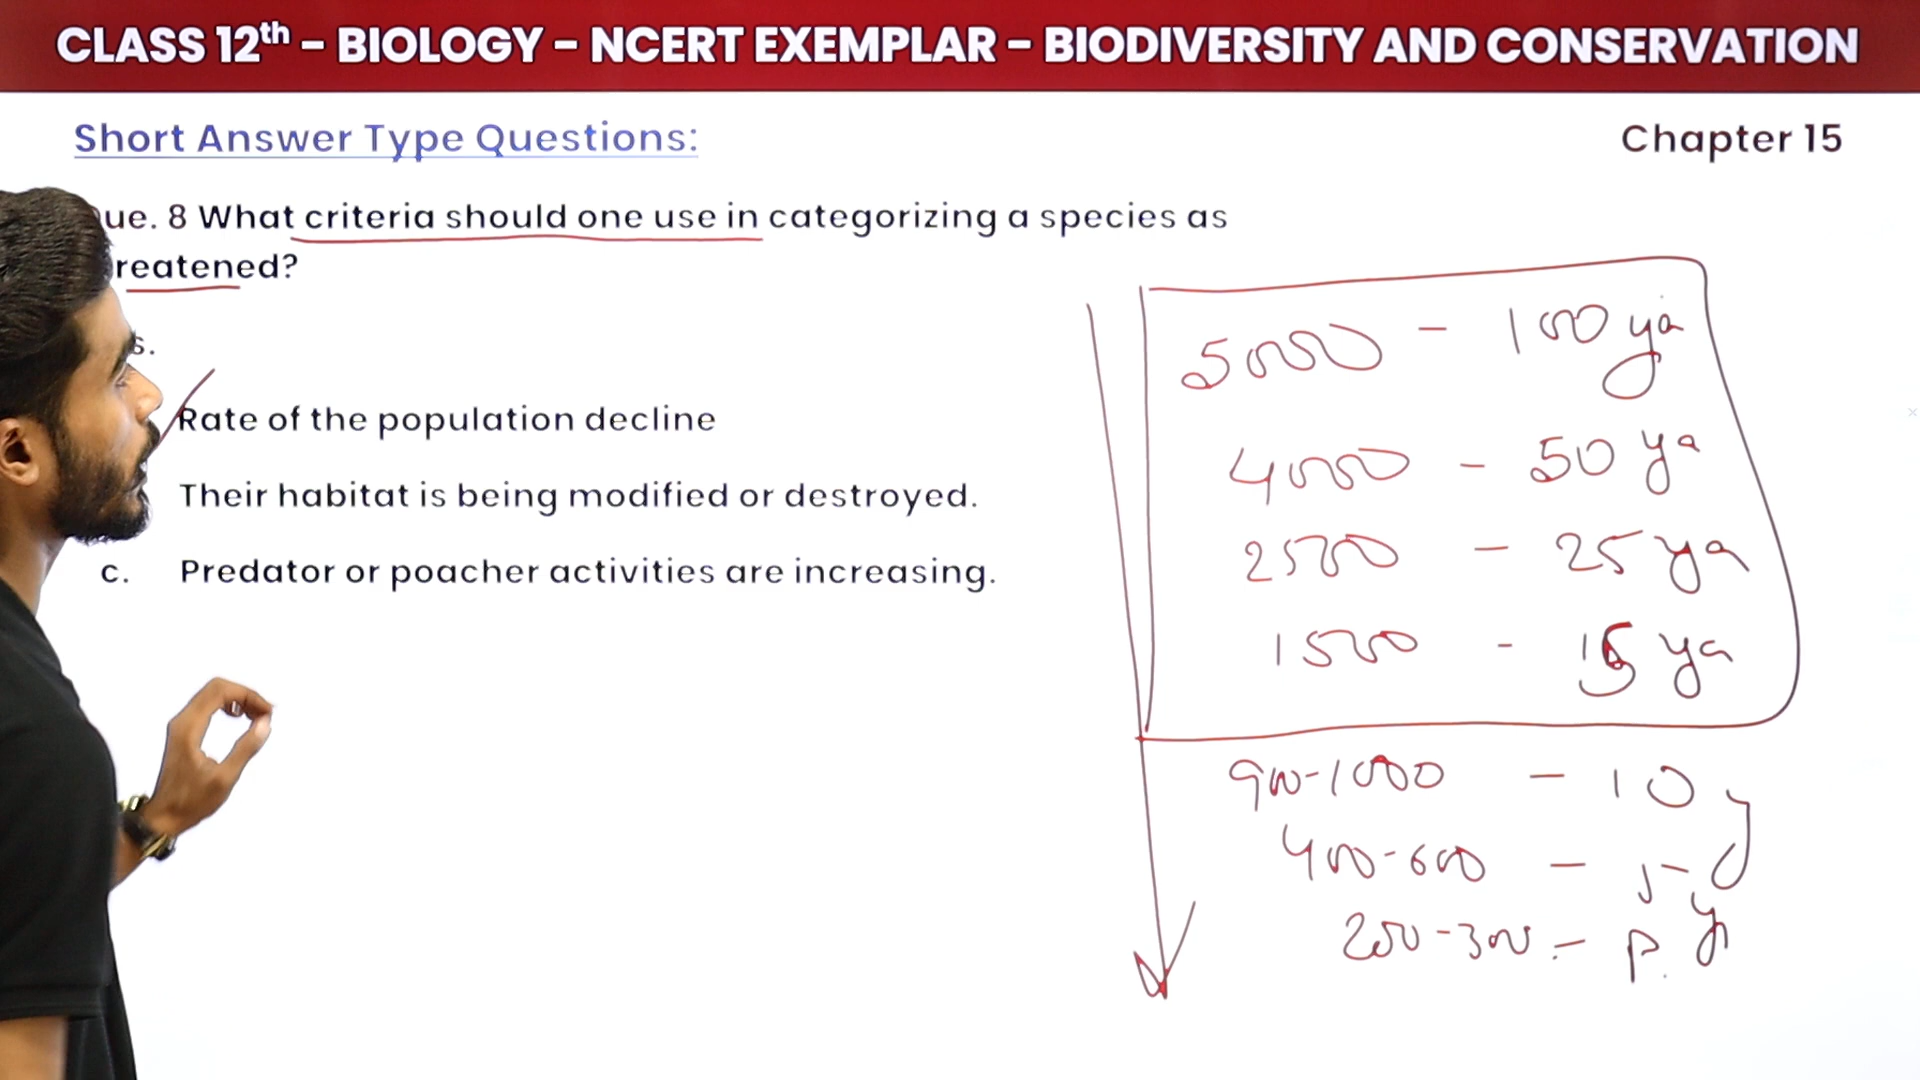 CLASS 12th – BIOLOGY – NCERT EXEMPLAR – BIODIVERSITY AND CONSERVATION
Short Answer Type Questions:
Chapter 15
ue. 8 What criteria should one use in categorizing a species as
reatened?
s.
Rate of the population decline
Their habitat is being modified or destroyed.
c. Predator or poacher activities are increasing.
5000 - 100 ya
4000 - 50 ya
2500 - 25 ya
1500 - 15 ya
900-1000 - 10 y
400-600 - 5 y
200-300 - P. y